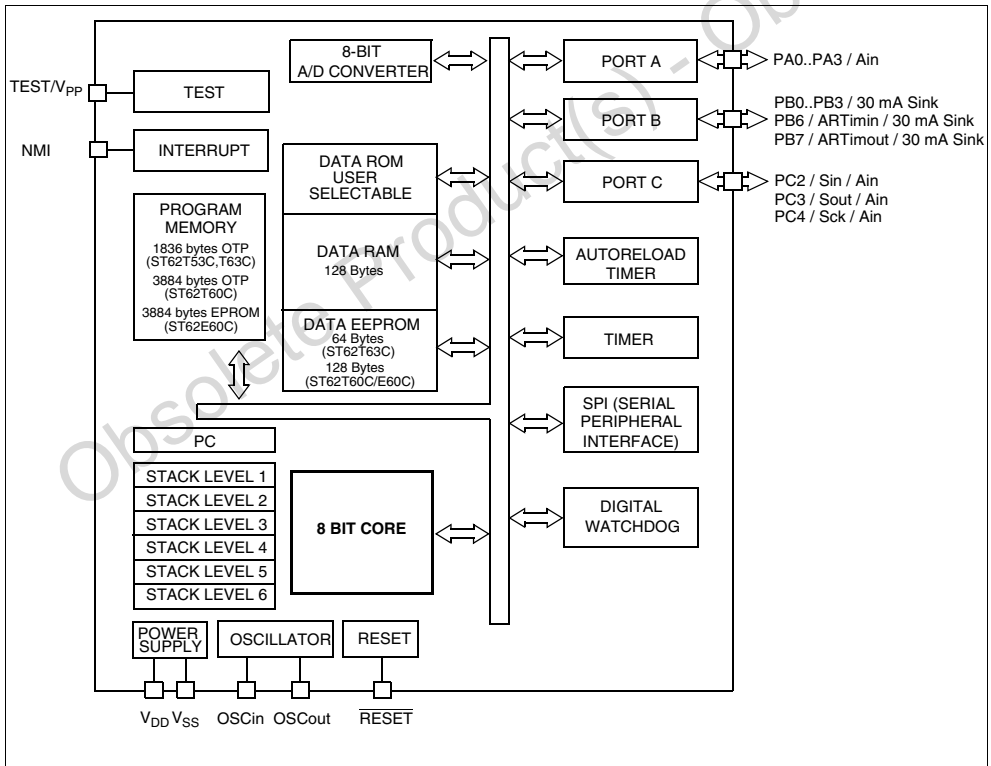 8-BIT
A/D CONVERTER
PORT A
PA0..PA3 / Ain
TEST/VPP
TEST
PORT B
PB0..PB3 / 30 mA Sink
PB6 / ARTimin / 30 mA Sink
PB7 / ARTimout / 30 mA Sink
NMI
INTERRUPT
DATA ROM
USER
SELECTABLE
PORT C
PC2 / Sin / Ain
PC3 / Sout / Ain
PC4 / Sck / Ain
PROGRAM
MEMORY
1836 bytes OTP
(ST62T53C,T63C)
3884 bytes OTP
(ST62T60C)
3884 bytes EPROM
(ST62E60C)
DATA RAM
128 Bytes
AUTORELOAD
TIMER
DATA EEPROM
64 Bytes
(ST62T63C)
128 Bytes
(ST62T60C/E60C)
TIMER
SPI (SERIAL
PERIPHERAL
INTERFACE)
PC
STACK LEVEL 1
STACK LEVEL 2
STACK LEVEL 3
STACK LEVEL 4
STACK LEVEL 5
STACK LEVEL 6
8 BIT CORE
DIGITAL
WATCHDOG
POWER
SUPPLY
OSCILLATOR
RESET
VDD VSS
OSCin OSCout
RESET
Obsolete Product(s) - Ob